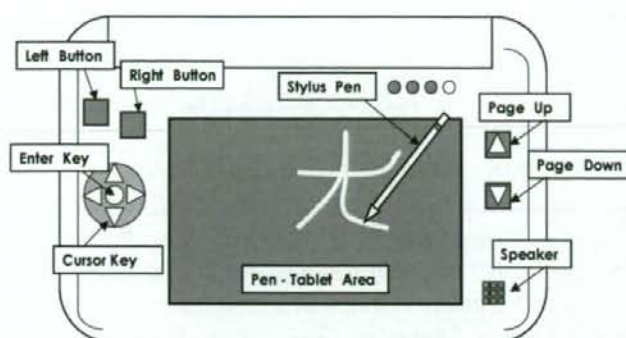 Left Button
Right Button
Stylus Pen
Page Up
Enter Key
Page Down
Cursor Key
Speaker
Pen - Tablet Area